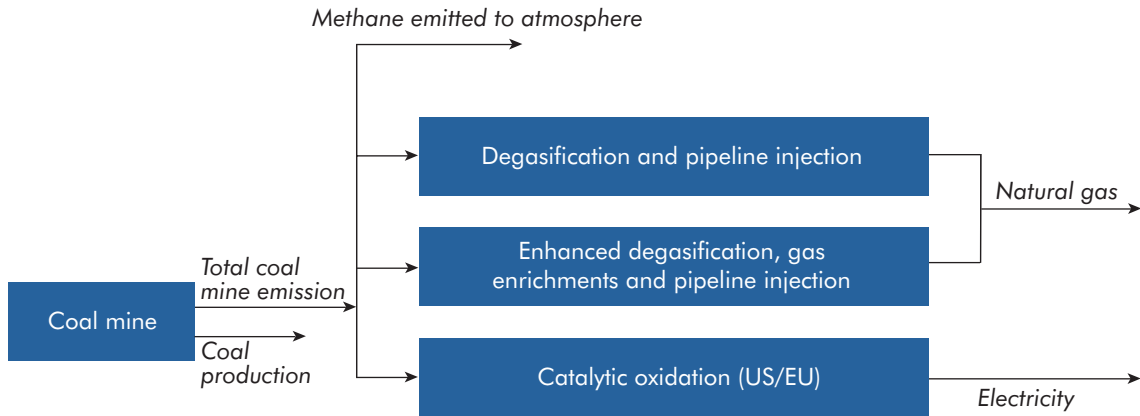 Methane emitted to atmosphere
Degasification and pipeline injection
Natural gas
Enhanced degasification, gas
enrichments and pipeline injection
Total coal
mine emission
Coal mine
Coal
production
Catalytic oxidation (US/EU)
Electricity